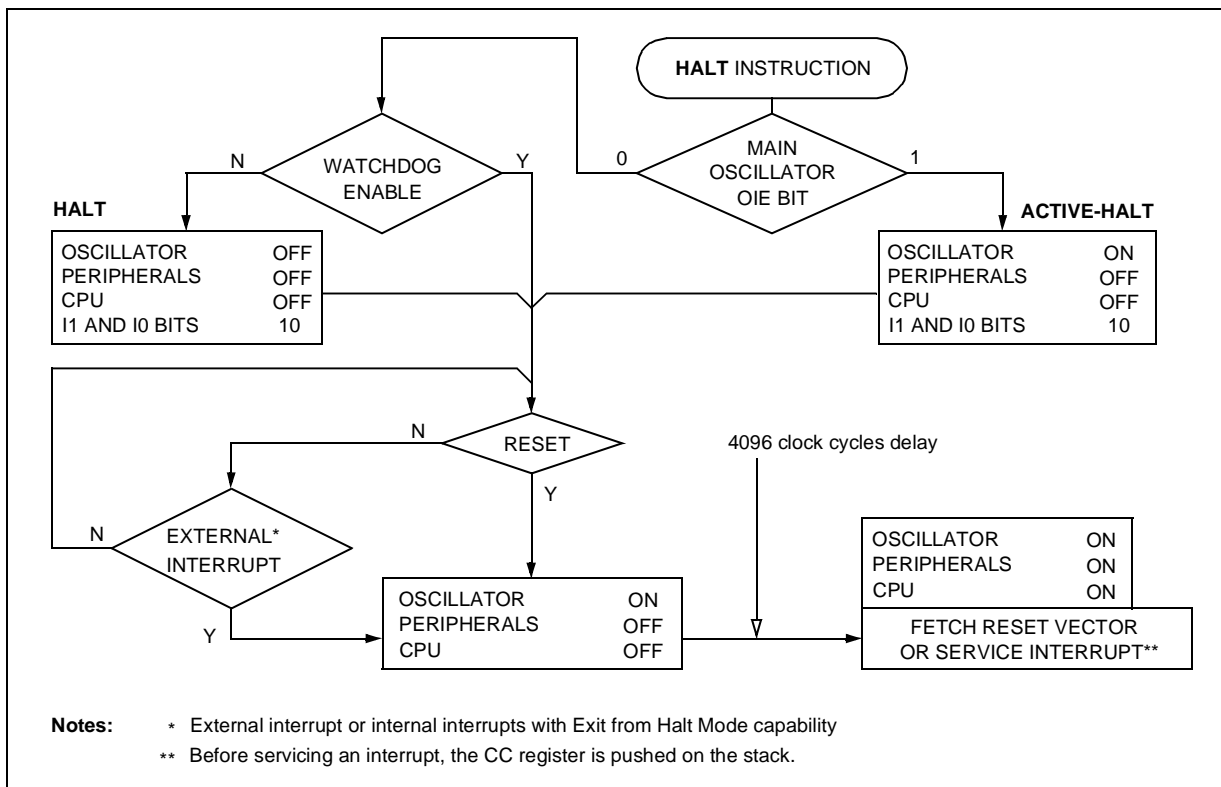 HALT INSTRUCTION
MAIN
OSCILLATOR
OIE BIT
0
1
WATCHDOG
ENABLE
N
Y
HALT
OSCILLATOR OFF
PERIPHERALS OFF
CPU OFF
I1 AND I0 BITS 10
ACTIVE-HALT
OSCILLATOR ON
PERIPHERALS OFF
CPU OFF
I1 AND I0 BITS 10
RESET
N
Y
EXTERNAL*
INTERRUPT
N
Y
OSCILLATOR ON
PERIPHERALS OFF
CPU OFF
4096 clock cycles delay
OSCILLATOR ON
PERIPHERALS ON
CPU ON
FETCH RESET VECTOR
OR SERVICE INTERRUPT**
Notes: * External interrupt or internal interrupts with Exit from Halt Mode capability
** Before servicing an interrupt, the CC register is pushed on the stack.